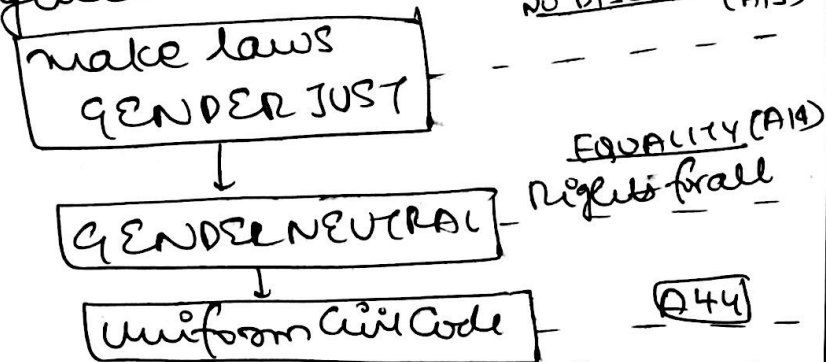 make laws
GENDER JUST
EQUALITY (A14)
Rights for all
GENDER NEUTRAL
A44
Uniform Civil Code